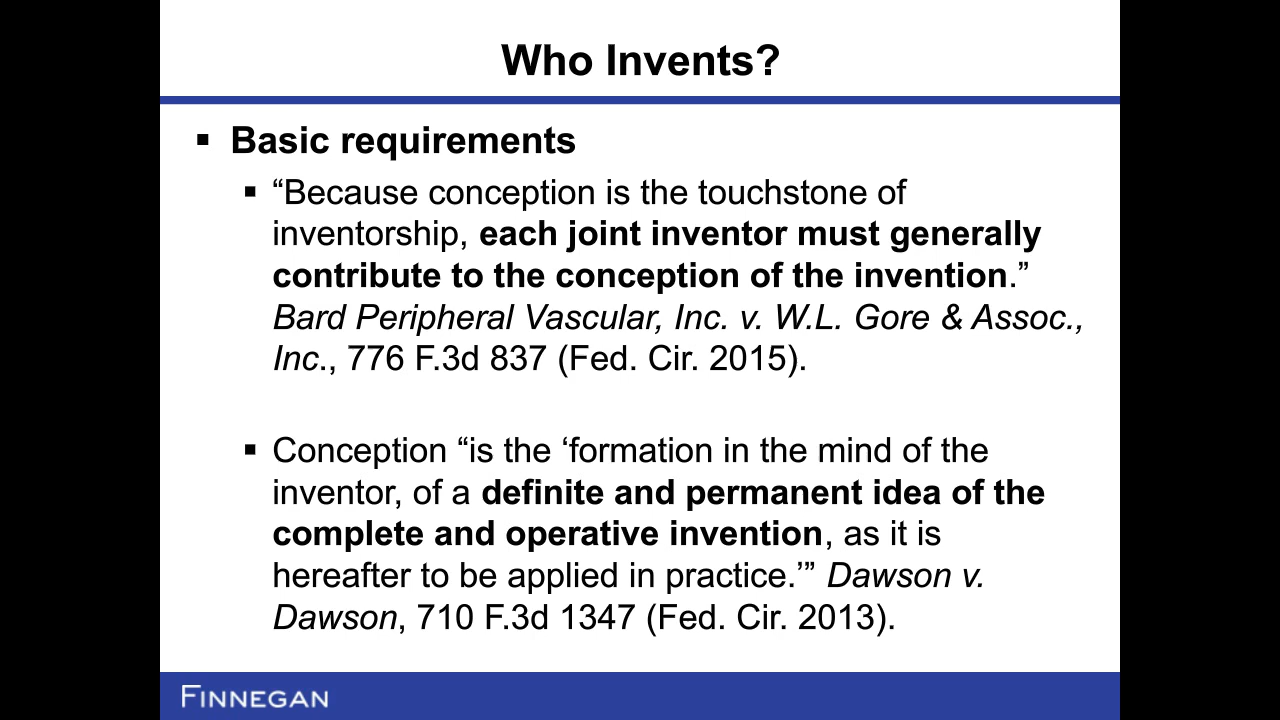 Who Invents?
▪ Basic requirements
▪ “Because conception is the touchstone of
inventorship, each joint inventor must generally
contribute to the conception of the invention.”
Bard Peripheral Vascular, Inc. v. W.L. Gore & Assoc.,
Inc., 776 F.3d 837 (Fed. Cir. 2015).
▪ Conception “is the ‘formation in the mind of the
inventor, of a definite and permanent idea of the
complete and operative invention, as it is
hereafter to be applied in practice.’” Dawson v.
Dawson, 710 F.3d 1347 (Fed. Cir. 2013).
FINNEGAN